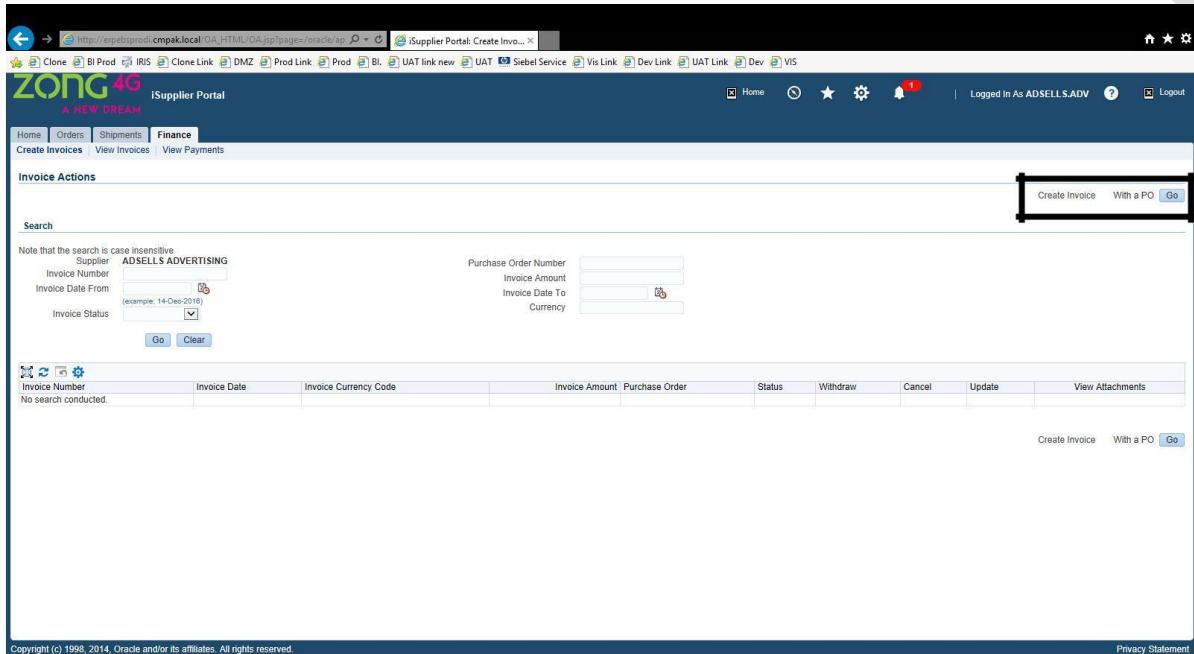 http://erpebsprodi.cmpak.local/OA_HTML/OA.jsp?page=/oracle/ap
iSupplier Portal: Create Invo...
Clone BI Prod IRIS Clone Link DMZ Prod Link Prod BI. UAT link new UAT Siebel Service Vis Link Dev Link UAT Link Dev VIS
ZONG 4G
A NEW DREAM
iSupplier Portal
Home
1
Logged In As ADSELLS.ADV
?
Logout
Home Orders Shipments Finance
Create Invoices View Invoices View Payments
Invoice Actions
Create Invoice With a PO Go
Search
Note that the search is case insensitive
Supplier ADSELLS ADVERTISING
Purchase Order Number
Invoice Number
Invoice Amount
Invoice Date From
Invoice Date To
(example: 14-Dec-2016)
Invoice Status
Currency
Go Clear
Invoice Number Invoice Date Invoice Currency Code Invoice Amount Purchase Order Status Withdraw Cancel Update View Attachments
No search conducted.
Create Invoice With a PO Go
Copyright (c) 1998, 2014, Oracle and/or its affiliates. All rights reserved.
Privacy Statement